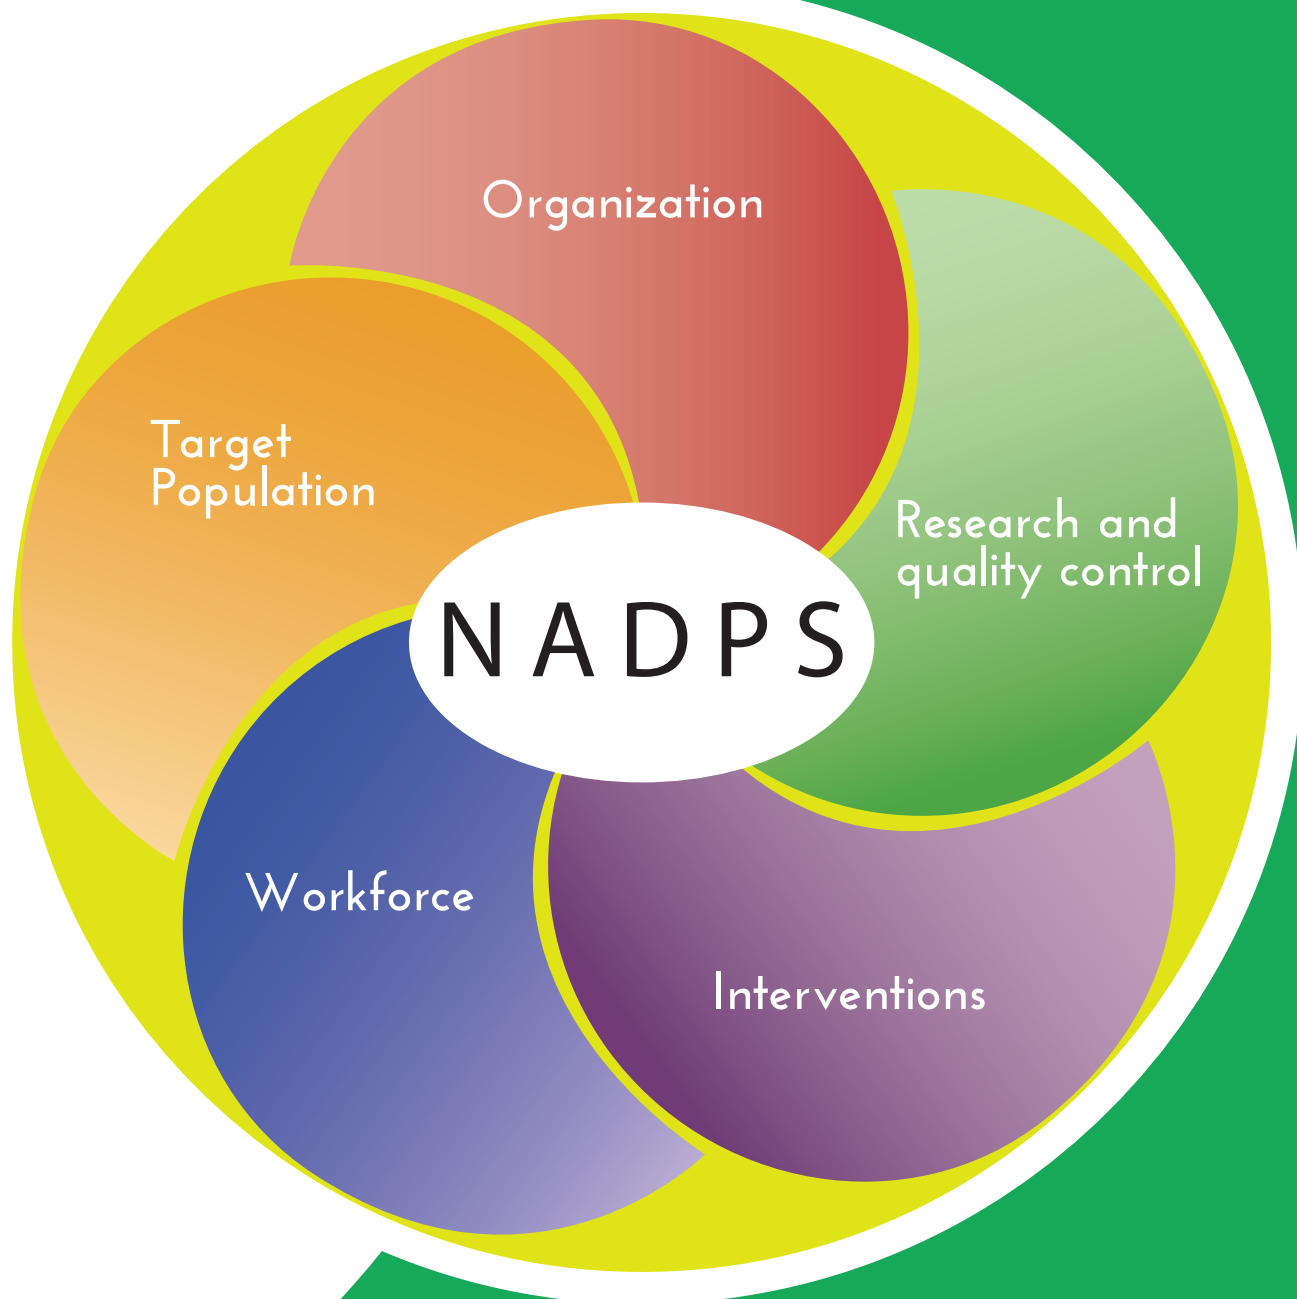 Organization
Target
Population
Research and
quality control
NADPS
Workforce
Interventions